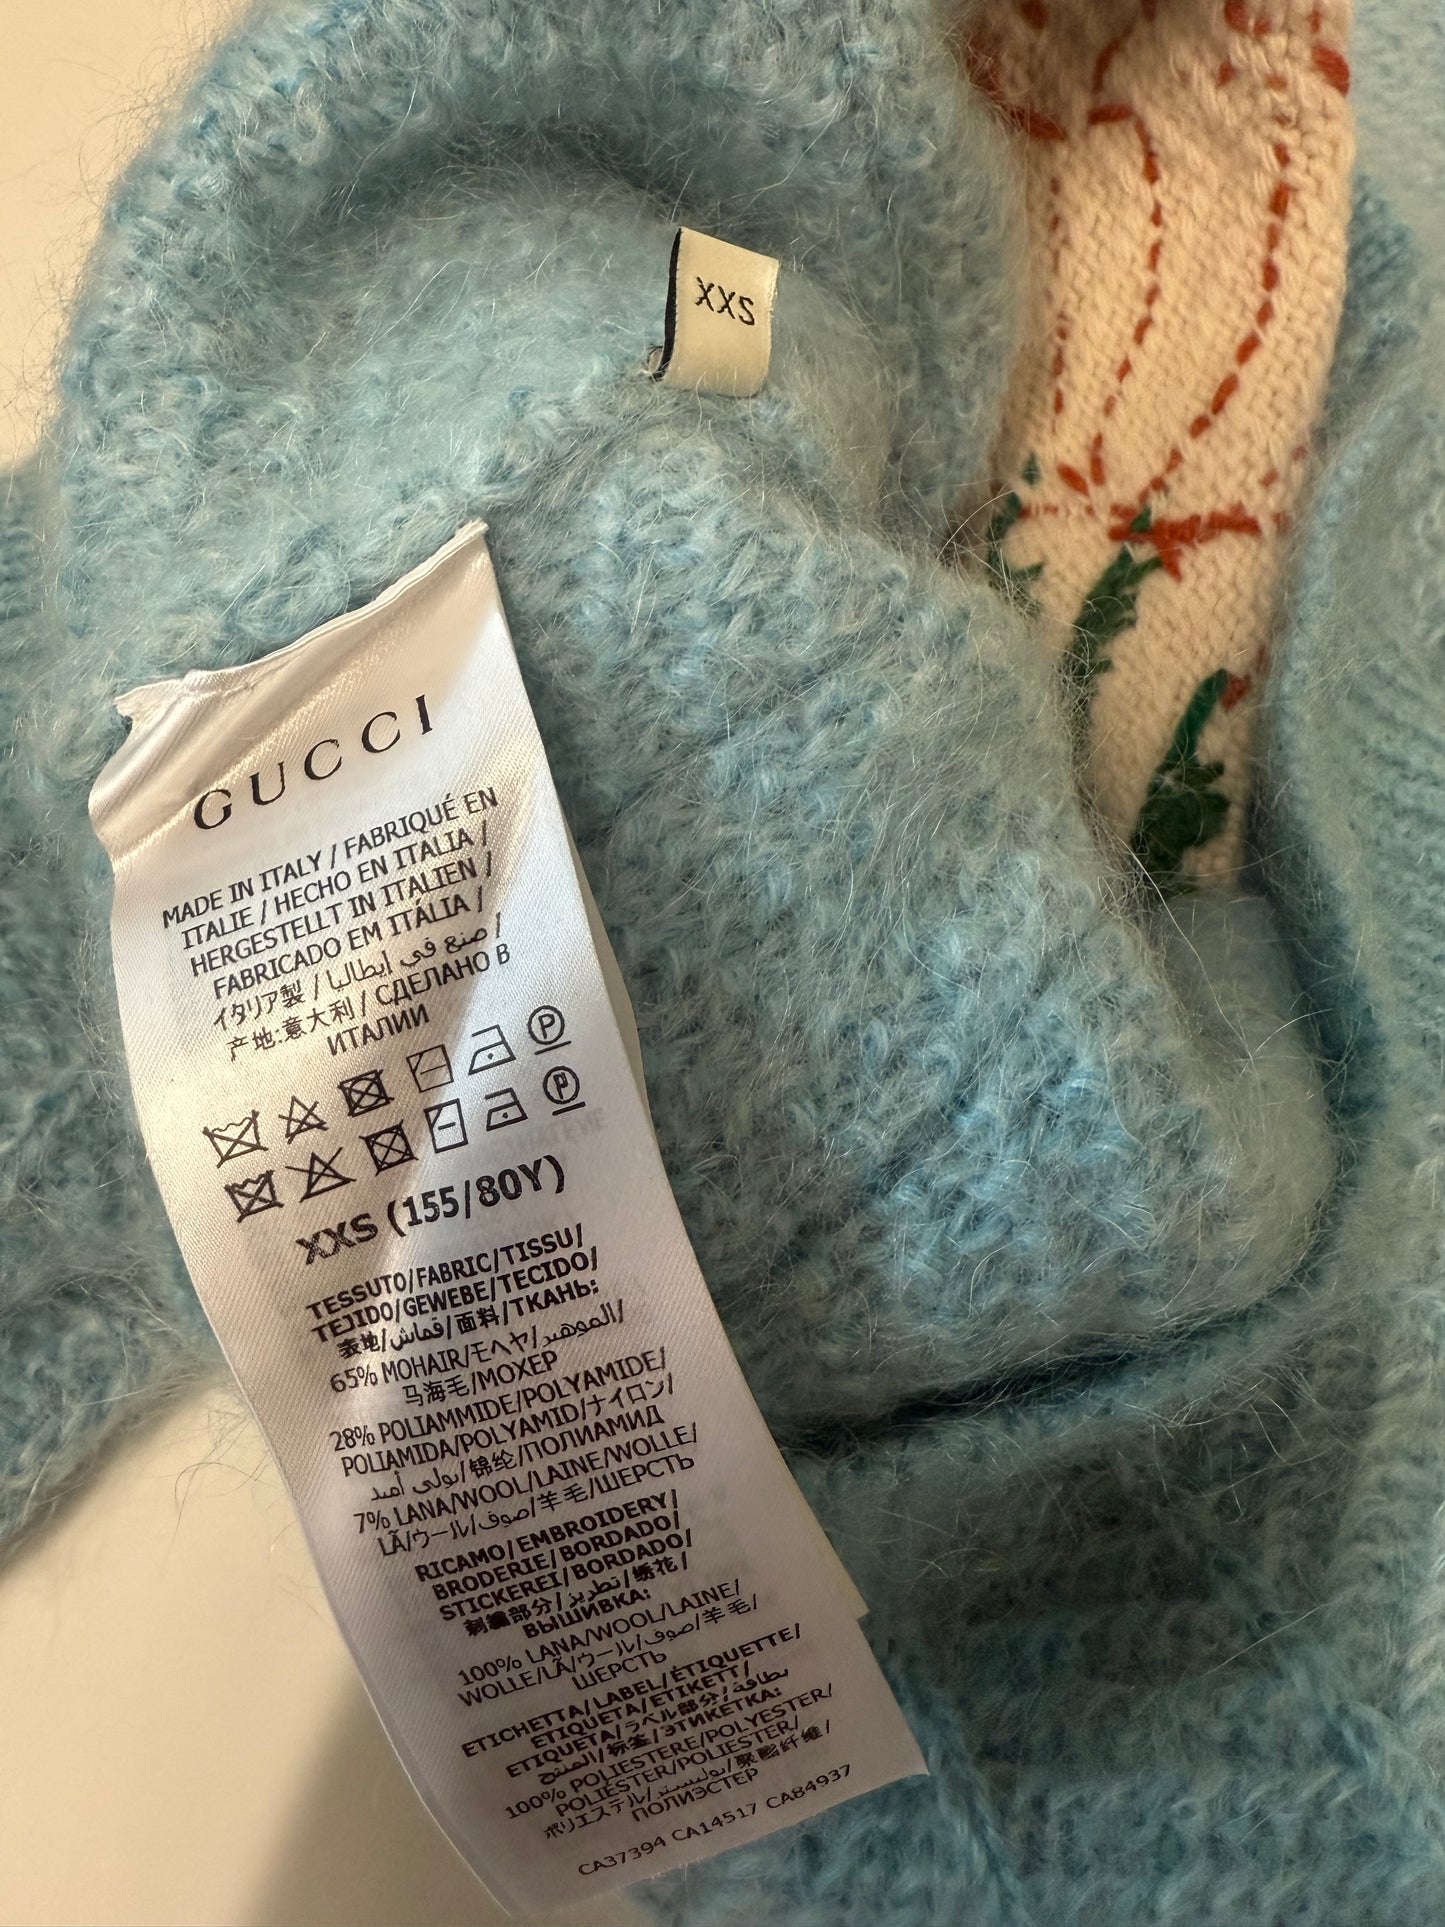 XXS
GUCCI
MADE IN ITALY / FABRIQUÉ EN
ITALIE / HECHO EN ITALIA /
HERGESTELLT IN ITALIEN /
FABRICADO EM ITÁLIA /
イタリア製 / صنع في إيطاليا /
产地:意大利 / СДЕЛАНО В
ИТАЛИИ
XXS (155/80Y)
TESSUTO/FABRIC/TISSU/
TEJIDO/GEWEBE/TECIDO/
表地/قماش/面料/ТКАНЬ:
65% MOHAIR/モヘヤ/الموهير/
马海毛/МОХЕР
28% POLIAMMIDE/POLYAMIDE/
POLIAMIDA/POLYAMID/ナイロン/
بولي أميد/锦纶/ПОЛИАМИД
7% LANA/WOOL/LAINE/WOLLE/
LÃ/ウール/صوف/羊毛/ШЕРСТЬ
RICAMO/EMBROIDERY/
BRODERIE/BORDADO/
STICKEREI/BORDADO/
刺繍部分/تطريز/绣花/
ВЫШИВКА:
100% LANA/WOOL/LAINE/
WOLLE/LÃ/ウール/صوف/羊毛/
ШЕРСТЬ
ETICHETTA/LABEL/ÉTIQUETTE/
ETIQUETA/ETIKETT/
ETIQUETA/ラベル部分/بطاقة
المنتج/标签/ЭТИКЕТКА:
100% POLIESTERE/POLYESTER/
POLIÉSTER/POLIESTER/
ポリエステル/بوليستر/聚酯纤维/
ПОЛИЭСТЕР
CA37394 CA14517 CA84937